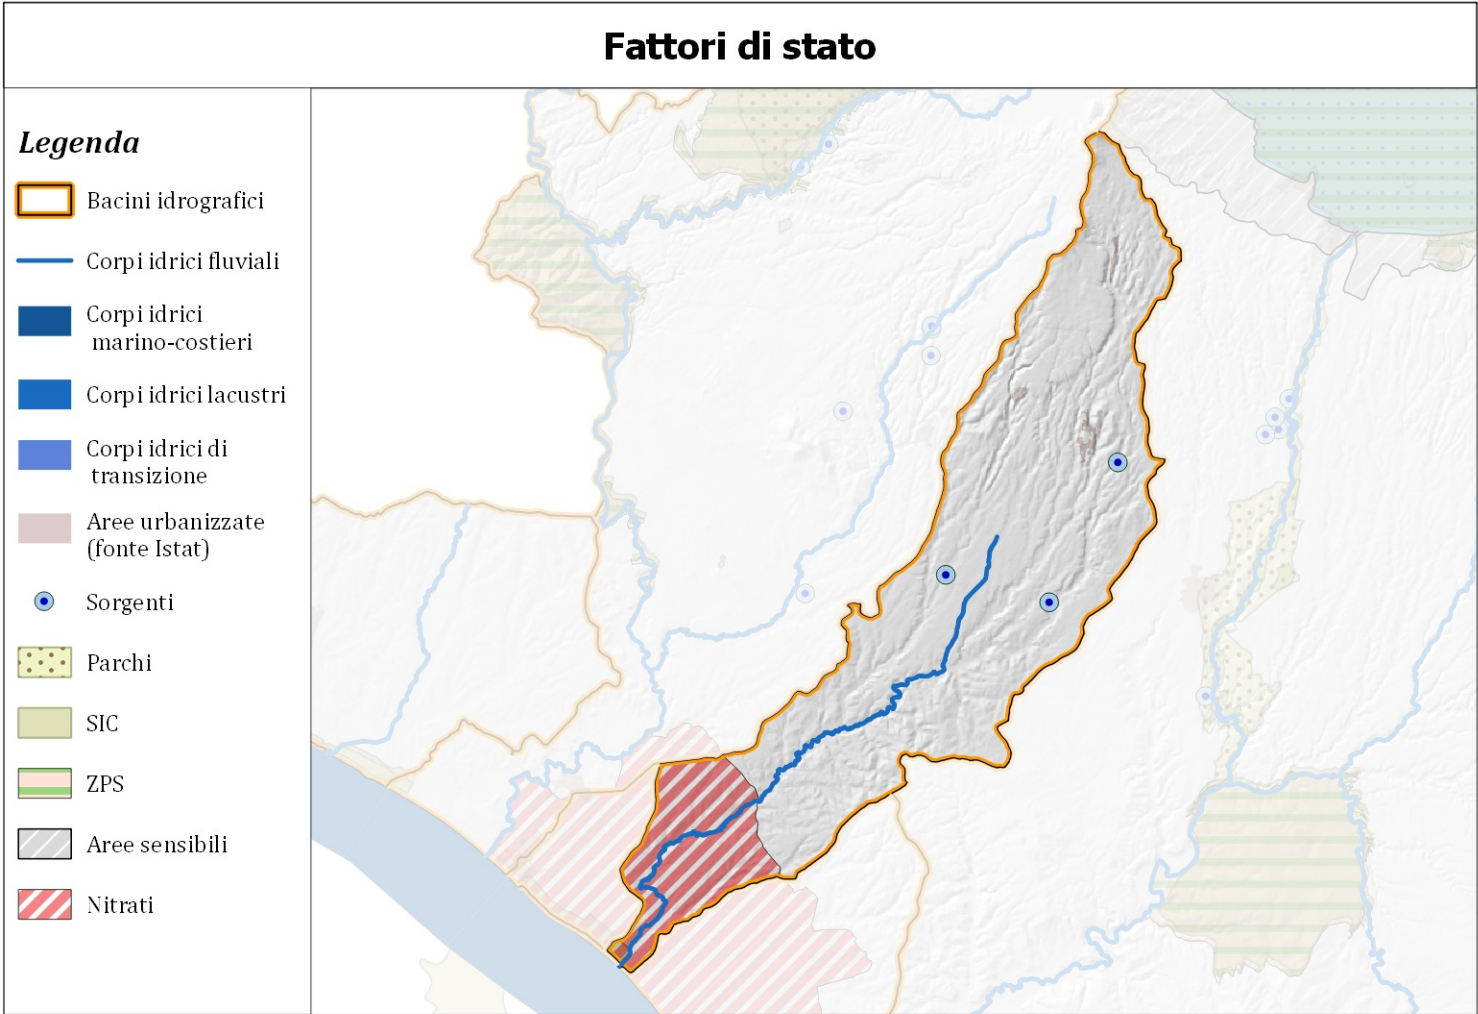 Fattori di stato
Legenda
Bacini idrografici
Corpi idrici fluviali
Corpi idrici
marino-costieri
Corpi idrici lacustri
Corpi idrici di
transizione
Aree urbanizzate
(fonte Istat)
Sorgenti
Parchi
SIC
ZPS
Aree sensibili
Nitrati